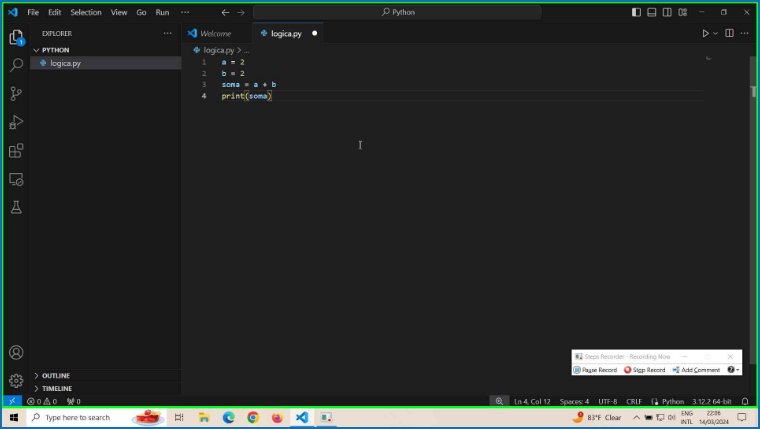 File Edit Selection View Go Run ··· Python
EXPLORER ··· Welcome logica.py
PYTHON logica.py > ...
logica.py
1 a = 2
2 b = 2
3 soma = a + b
4 print(soma)
1
Steps Recorder - Recording Now
Pause Record Stop Record Add Comment
OUTLINE
TIMELINE
0 0 0 Ln 4, Col 12 Spaces: 4 UTF-8 CRLF Python 3.12.2 64-bit
Type here to search 83°F Clear ENG 22:06
INTL 14/03/2024